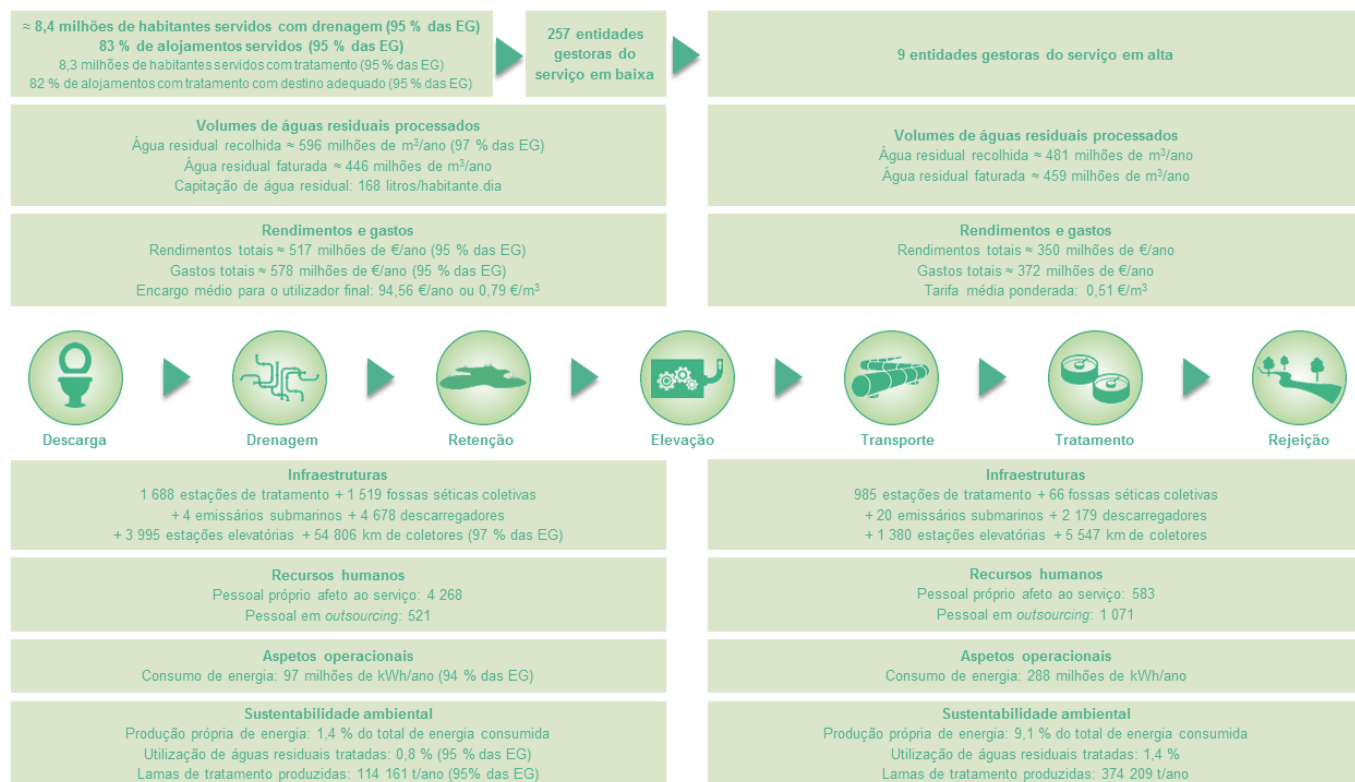 ≈ 8,4 milhões de habitantes servidos com drenagem (95 % das EG)
83 % de alojamentos servidos (95 % das EG)
8,3 milhões de habitantes servidos com tratamento (95 % das EG)
82 % de alojamentos com tratamento com destino adequado (95 % das EG)
257 entidades
gestoras do
serviço em baixa
9 entidades gestoras do serviço em alta
Volumes de águas residuais processados
Água residual recolhida ≈ 596 milhões de m³/ano (97 % das EG)
Água residual faturada ≈ 446 milhões de m³/ano
Capitação de água residual: 168 litros/habitante.dia
Volumes de águas residuais processados
Água residual recolhida ≈ 481 milhões de m³/ano
Água residual faturada ≈ 459 milhões de m³/ano
Rendimentos e gastos
Rendimentos totais ≈ 517 milhões de €/ano (95 % das EG)
Gastos totais ≈ 578 milhões de €/ano (95 % das EG)
Encargo médio para o utilizador final: 94,56 €/ano ou 0,79 €/m³
Rendimentos e gastos
Rendimentos totais ≈ 350 milhões de €/ano
Gastos totais ≈ 372 milhões de €/ano
Tarifa média ponderada: 0,51 €/m³
Descarga
Drenagem
Retenção
Elevação
Transporte
Tratamento
Rejeição
Infraestruturas
1 688 estações de tratamento + 1 519 fossas séticas coletivas
+ 4 emissários submarinos + 4 678 descarregadores
+ 3 995 estações elevatórias + 54 806 km de coletores (97 % das EG)
Infraestruturas
985 estações de tratamento + 66 fossas séticas coletivas
+ 20 emissários submarinos + 2 179 descarregadores
+ 1 380 estações elevatórias + 5 547 km de coletores
Recursos humanos
Pessoal próprio afeto ao serviço: 4 268
Pessoal em outsourcing: 521
Recursos humanos
Pessoal próprio afeto ao serviço: 583
Pessoal em outsourcing: 1 071
Aspetos operacionais
Consumo de energia: 97 milhões de kWh/ano (94 % das EG)
Aspetos operacionais
Consumo de energia: 288 milhões de kWh/ano
Sustentabilidade ambiental
Produção própria de energia: 1,4 % do total de energia consumida
Utilização de águas residuais tratadas: 0,8 % (95 % das EG)
Lamas de tratamento produzidas: 114 161 t/ano (95% das EG)
Sustentabilidade ambiental
Produção própria de energia: 9,1 % do total de energia consumida
Utilização de águas residuais tratadas: 1,4 %
Lamas de tratamento produzidas: 374 209 t/ano